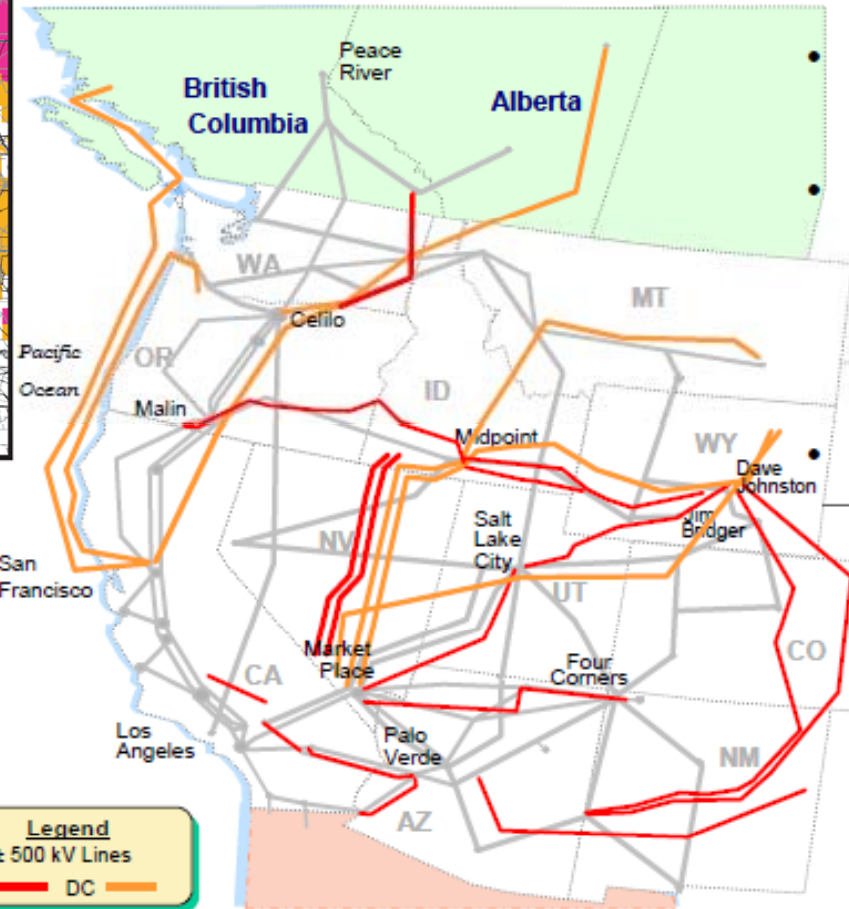 Peace
River
British
Columbia
Alberta
WA
MT
Celilo
Pacific
Ocean
OR
ID
Malin
Midpoint
WY
Dave
Johnston
Jim
Bridger
Salt
Lake
City
NV
San
Francisco
UT
Market
Place
CA
Four
Corners
CO
Los
Angeles
Palo
Verde
NM
AZ
Legend
± 500 kV Lines
DC